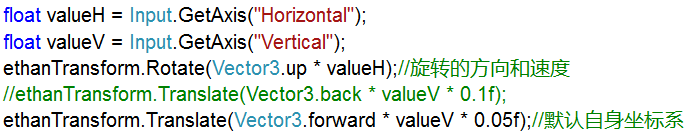 float valueH = Input.GetAxis("Horizontal");
float valueV = Input.GetAxis("Vertical");
ethanTransform.Rotate(Vector3.up * valueH);//旋转的方向和速度
//ethanTransform.Translate(Vector3.back * valueV * 0.1f);
ethanTransform.Translate(Vector3.forward * valueV * 0.05f);//默认自身坐标系